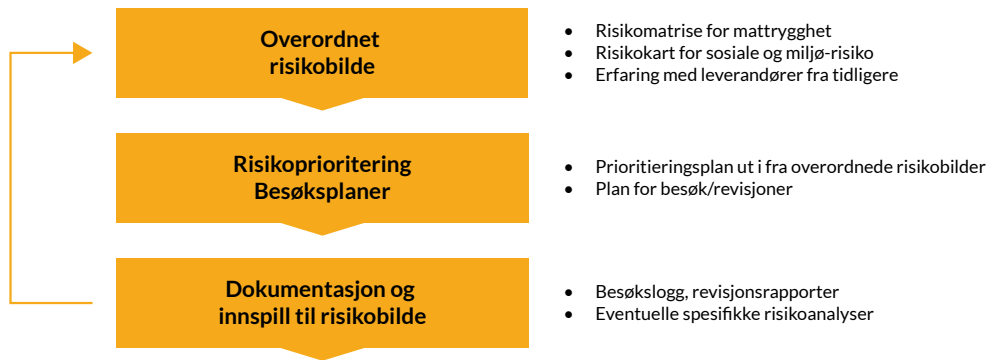 Overordnet
risikobilde
• Risikomatrise for mattrygghet
• Risikokart for sosiale og miljø-risiko
• Erfaring med leverandører fra tidligere
Risikoprioritering
Besøksplaner
• Prioritieringsplan ut i fra overordnede risikobilder
• Plan for besøk/revisjoner
Dokumentasjon og
innspill til risikobilde
• Besøkslogg, revisjonsrapporter
• Eventuelle spesifikke risikoanalyser